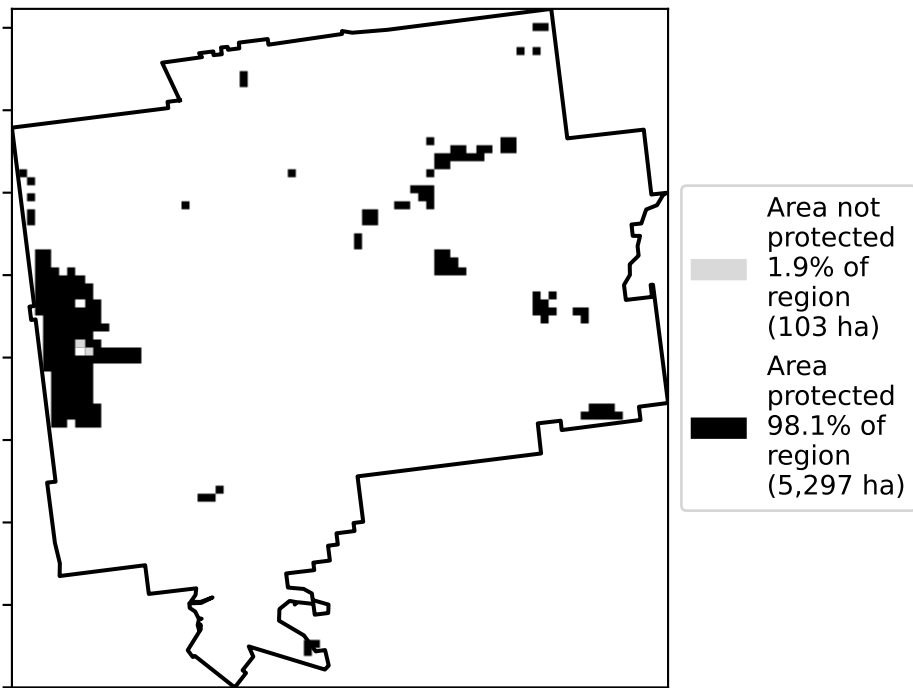 Area not
protected
1.9% of
region
(103 ha)
Area
protected
98.1% of
region
(5,297 ha)